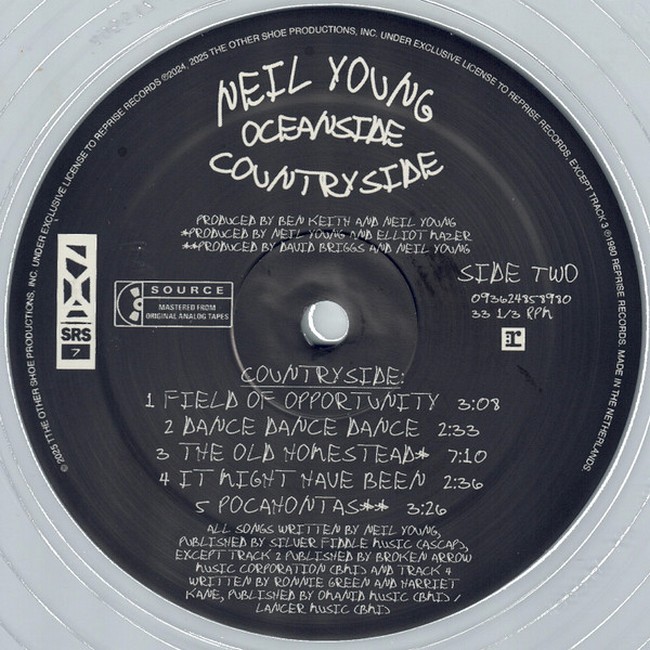 NEIL YOUNG
OCEANSIDE
COUNTRYSIDE
PRODUCED BY BEN KEITH AND NEIL YOUNG
*PRODUCED BY NEIL YOUNG AND ELLIOT MAZER
**PRODUCED BY DAVID BRIGGS AND NEIL YOUNG
SIDE TWO
093624858980
33 1/3 RPM
r
SRS
7
SOURCE
MASTERED FROM
ORIGINAL ANALOG TAPES
COUNTRYSIDE:
1 FIELD OF OPPORTUNITY 3:08
2 DANCE DANCE DANCE 2:33
3 THE OLD HOMESTEAD* 7:10
4 IT MIGHT HAVE BEEN 2:36
5 POCAHONTAS** 3:26
ALL SONGS WRITTEN BY NEIL YOUNG,
PUBLISHED BY SILVER FIDDLE MUSIC (ASCAP),
EXCEPT TRACK 2 PUBLISHED BY BROKEN ARROW
MUSIC CORPORATION (BMI) AND TRACK 4
WRITTEN BY RONNIE GREEN AND HARRIET
KANE, PUBLISHED BY OMANID MUSIC (BMI) /
LANCER MUSIC (BMI)
©2025 THE OTHER SHOE PRODUCTIONS, INC. UNDER EXCLUSIVE LICENSE TO REPRISE RECORDS ℗2024, 2025 THE OTHER SHOE PRODUCTIONS, INC. UNDER EXCLUSIVE LICENSE TO REPRISE RECORDS, EXCEPT TRACK 3 ℗1980 REPRISE RECORDS. MADE IN THE NETHERLANDS.